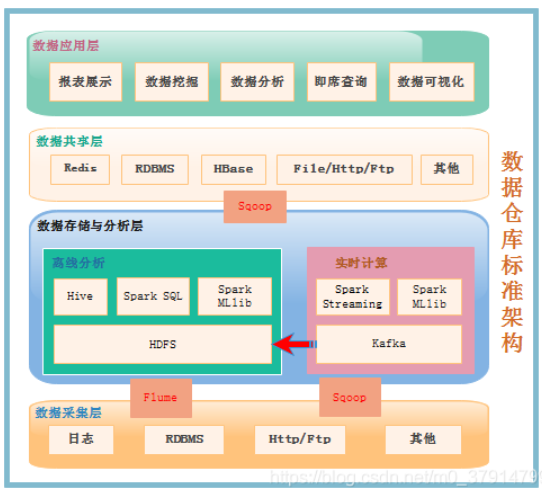 数据应用层
报表展示 数据挖掘 数据分析 即席查询 数据可视化
数据共享层
Redis RDBMS HBase File/Http/Ftp 其他
Sqoop
数据存储与分析层
离线分析 实时计算
Hive Spark SQL Spark MLlib Spark Streaming Spark MLlib
HDFS Kafka
Flume Sqoop
数据采集层
日志 RDBMS Http/Ftp 其他
数据仓库标准架构
https://blog.csdn.net/m0_3791479